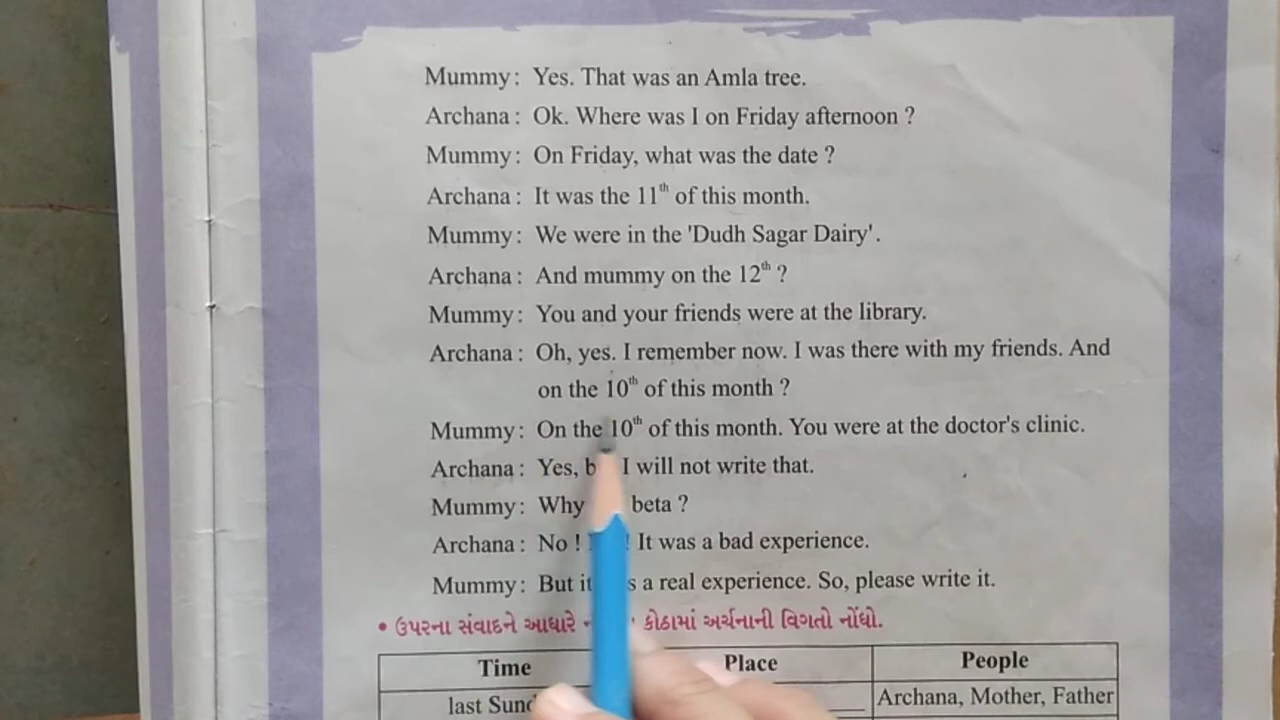 Mummy : Yes. That was an Amla tree.
Archana : Ok. Where was I on Friday afternoon ?
Mummy : On Friday, what was the date ?
Archana : It was the 11th of this month.
Mummy : We were in the 'Dudh Sagar Dairy'.
Archana : And mummy on the 12th ?
Mummy : You and your friends were at the library.
Archana : Oh, yes. I remember now. I was there with my friends. And
on the 10th of this month ?
Mummy : On the 10th of this month. You were at the doctor's clinic.
Archana : Yes, I will not write that.
Mummy : Why beta ?
Archana : No ! ! It was a bad experience.
Mummy : But a real experience. So, please write it.
• ઉપરના સંવાદને આધારે કોઠામાં અર્ચનાની વિગતો નોંધો.
Time Place People
last Archana, Mother, Father